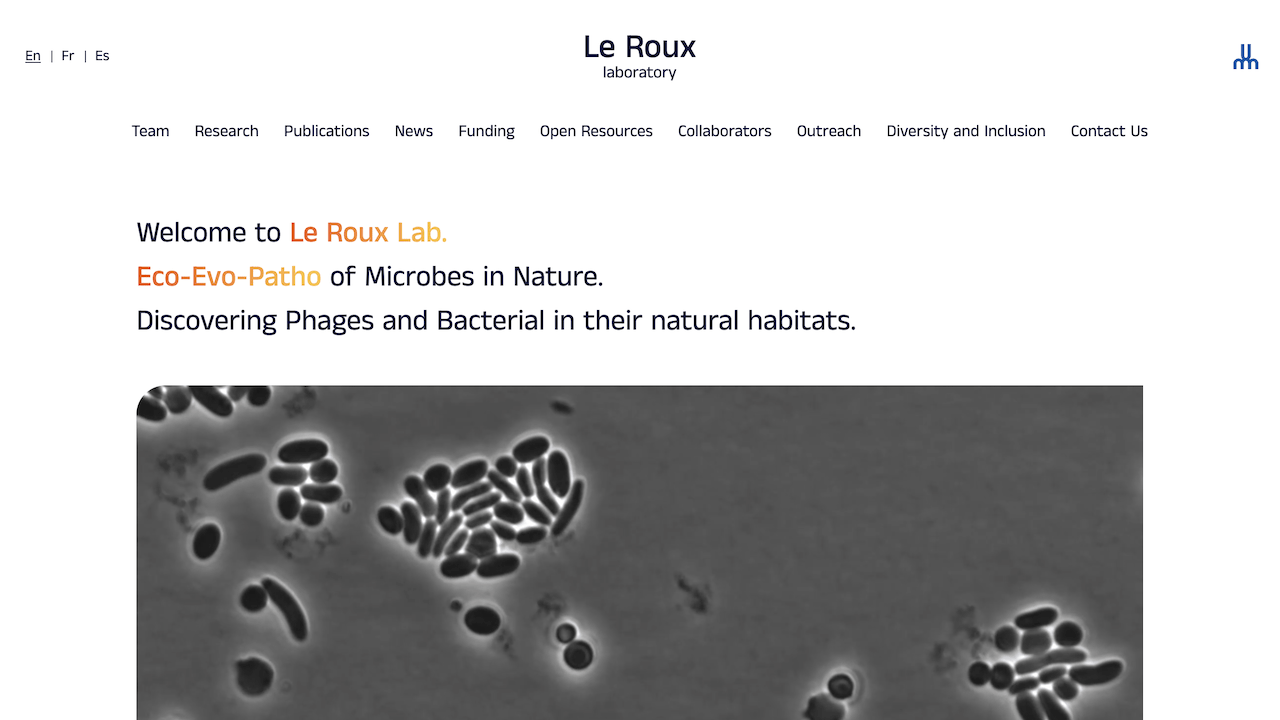 En | Fr | Es
Le Roux
laboratory
Team Research Publications News Funding Open Resources Collaborators Outreach Diversity and Inclusion Contact Us
Welcome to Le Roux Lab.
Eco-Evo-Patho of Microbes in Nature.
Discovering Phages and Bacterial in their natural habitats.